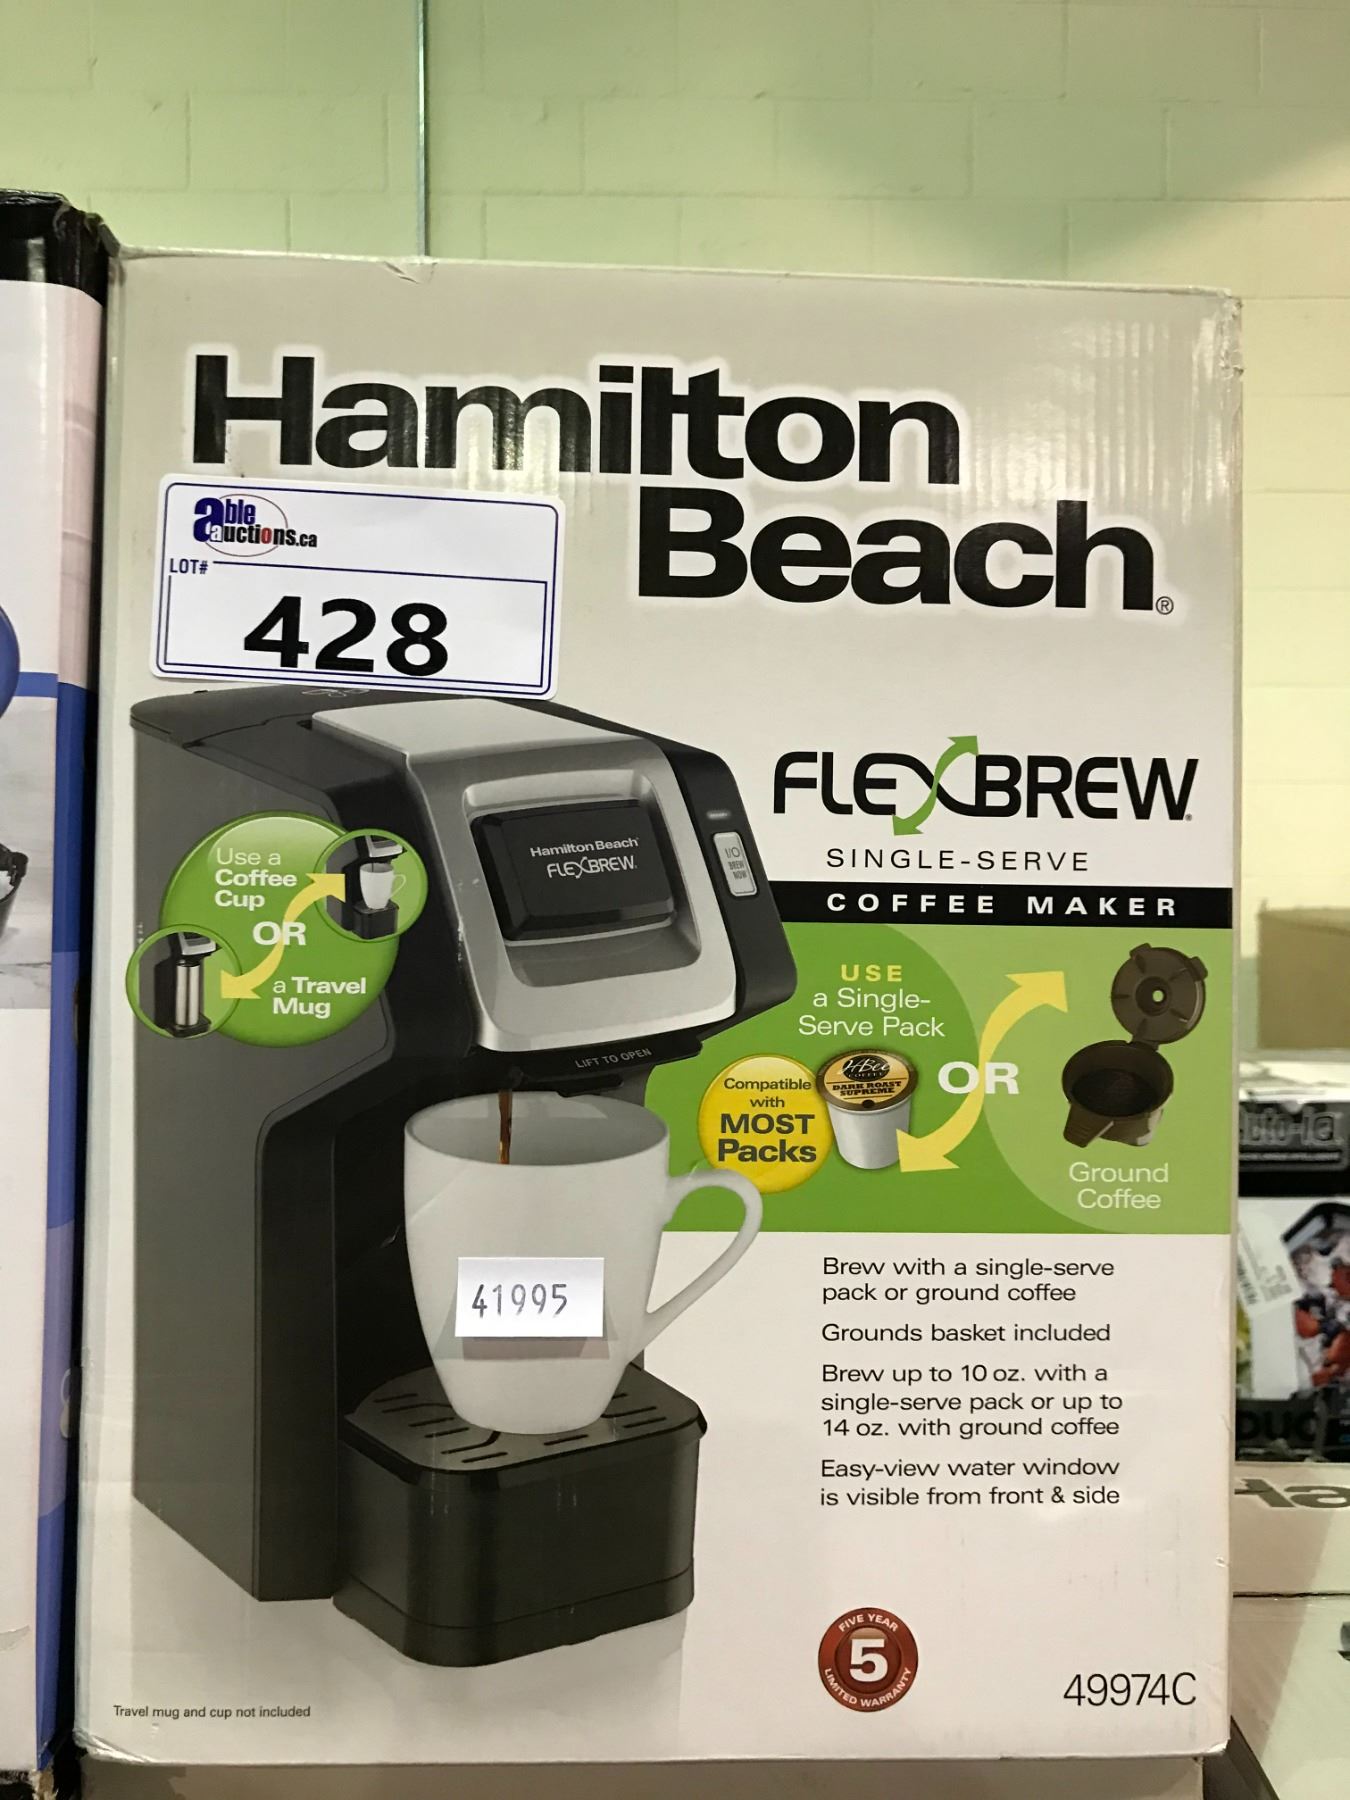 Hamilton
Beach®
able
auctions.ca
LOT#
428
FLEXBREW
SINGLE-SERVE
COFFEE MAKER
Hamilton Beach
FLEXBREW
I/O
BREW
NOW
LIFT TO OPEN
Use a
Coffee
Cup
OR
a Travel
Mug
USE
a Single-
Serve Pack
OR
Compatible
with
MOST
Packs
DARK ROAST
SUPREME
Ground
Coffee
41995
Brew with a single-serve
pack or ground coffee
Grounds basket included
Brew up to 10 oz. with a
single-serve pack or up to
14 oz. with ground coffee
Easy-view water window
is visible from front & side
FIVE YEAR
5
LIMITED WARRANTY
49974C
Travel mug and cup not included